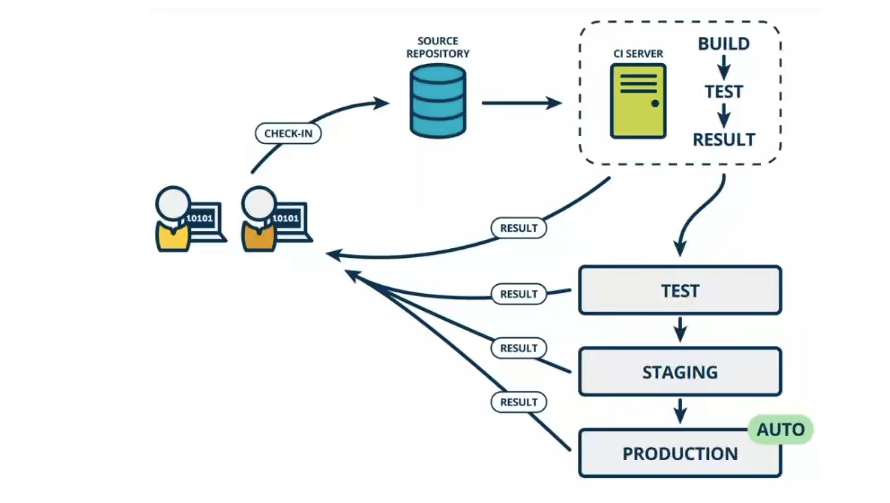 SOURCE
REPOSITORY
CI SERVER
BUILD
TEST
RESULT
CHECK-IN
10101
10101
RESULT
RESULT
TEST
RESULT
STAGING
RESULT
AUTO
PRODUCTION